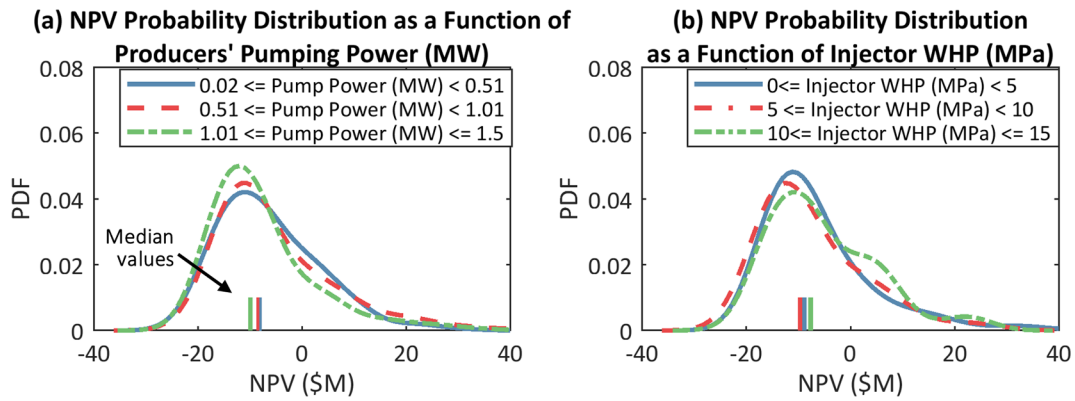 (a) NPV Probability Distribution as a Function of
Producers' Pumping Power (MW)
0.08
0.06
0.04
0.02
0
PDF
0.02 <= Pump Power (MW) < 0.51
0.51 <= Pump Power (MW) < 1.01
1.01 <= Pump Power (MW) <= 1.5
Median
values
-40
-20
0
20
40
NPV ($M)
(b) NPV Probability Distribution
as a Function of Injector WHP (MPa)
0.08
0.06
0.04
0.02
0
PDF
0<= Injector WHP (MPa) < 5
5 <= Injector WHP (MPa) < 10
10<= Injector WHP (MPa) <= 15
-40
-20
0
20
40
NPV ($M)